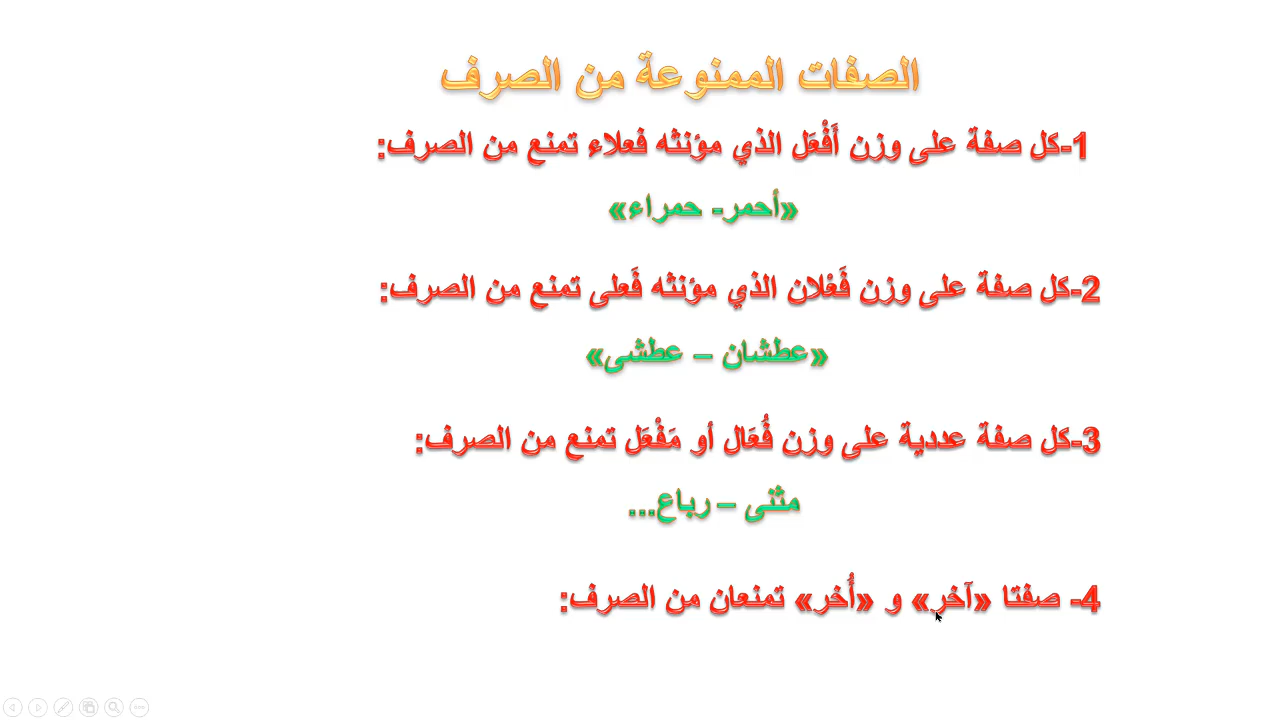 الصفات الممنوعة من الصرف
1-كل صفة على وزن أَفْعَل الذي مؤنثه فعلاء تمنع من الصرف:
«أحمر- حمراء»
2-كل صفة على وزن فَعْلان الذي مؤنثه فَعلى تمنع من الصرف:
«عطشان – عطشى»
3-كل صفة عددية على وزن فُعَال أو مَفْعَل تمنع من الصرف:
مثنى – رباع...
4- صفتا «آخر» و «أُخر» تمنعان من الصرف: